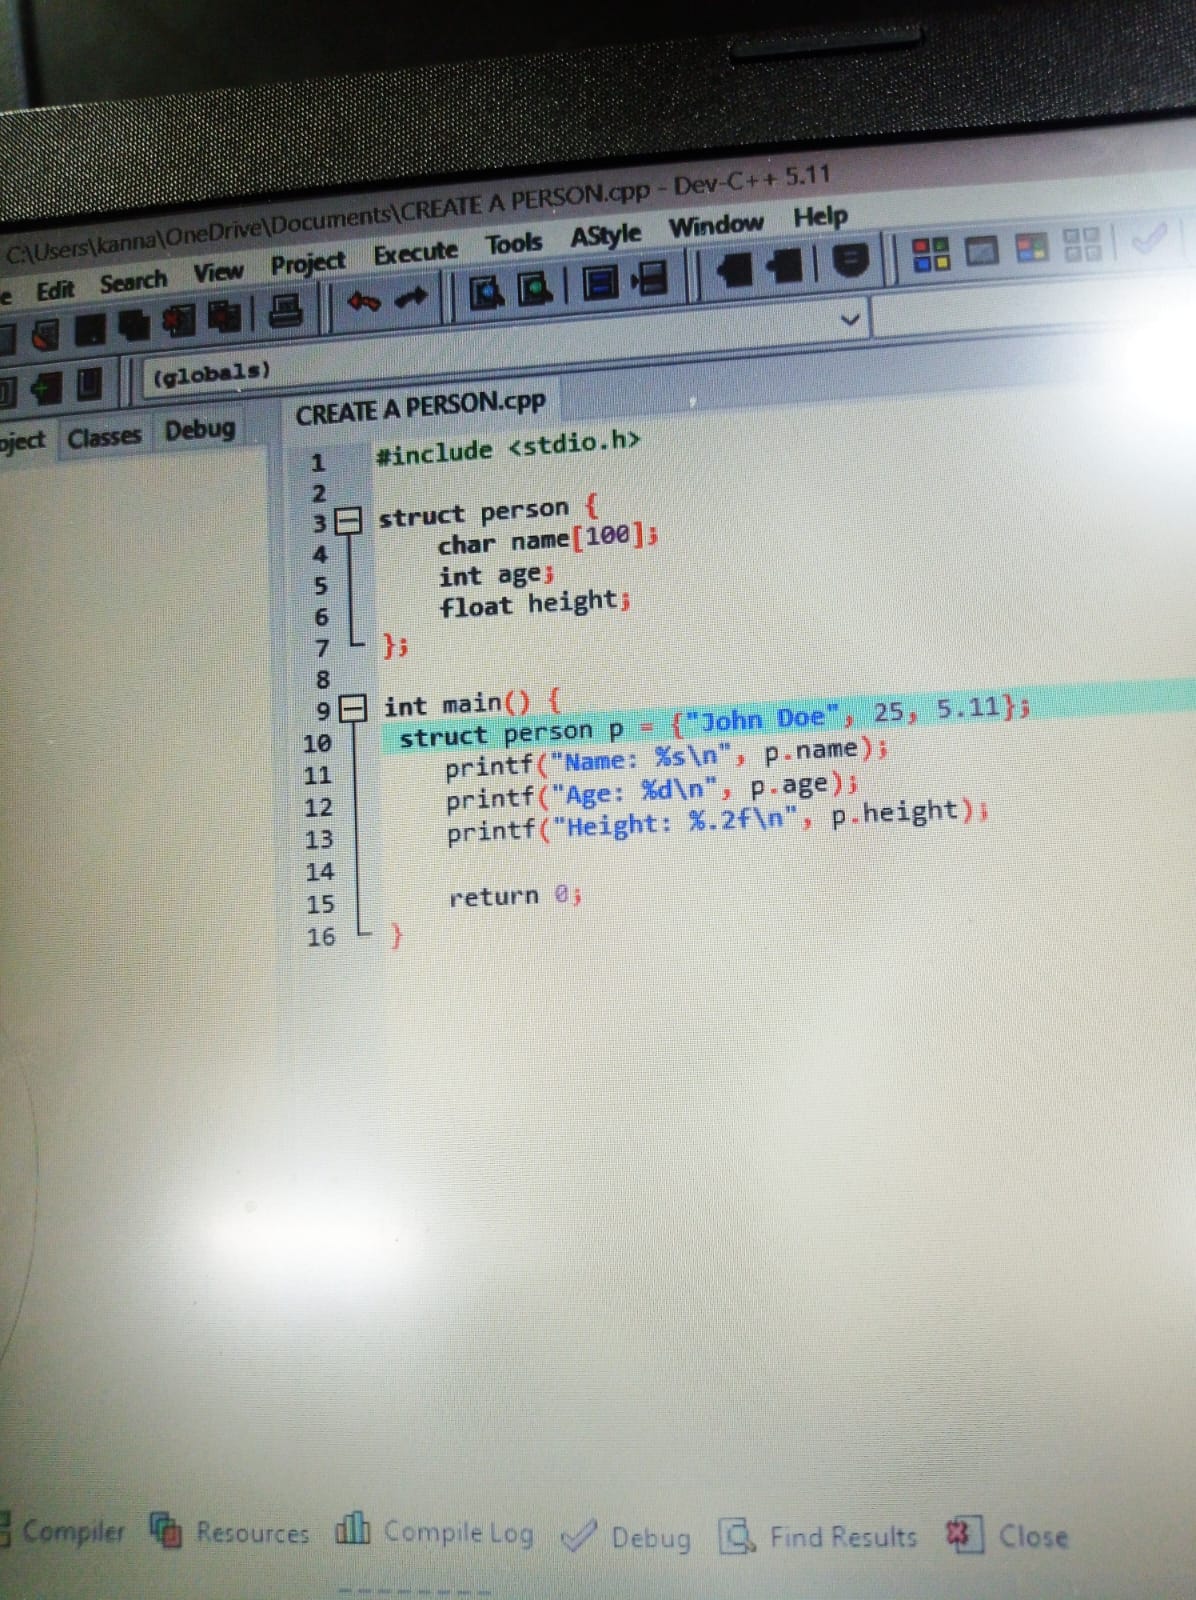 C:\Users\kanna\OneDrive\Documents\CREATE A PERSON.cpp - Dev-C++ 5.11
Edit Search View Project Execute Tools AStyle Window Help
(globals)
Classes Debug
CREATE A PERSON.cpp
1 #include <stdio.h>
2
3 struct person {
4 char name[100];
5 int age;
6 float height;
7 };
8
9 int main() {
10 struct person p = {"John Doe", 25, 5.11};
11 printf("Name: %s\n", p.name);
12 printf("Age: %d\n", p.age);
13 printf("Height: %.2f\n", p.height);
14
15 return 0;
16 }
Compiler Resources Compile Log Debug Find Results Close